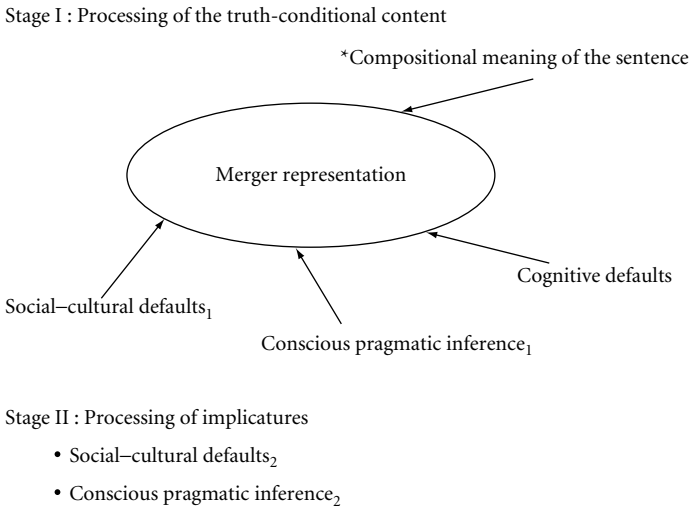 Stage I : Processing of the truth-conditional content
*Compositional meaning of the sentence
Merger representation
Cognitive defaults
Social–cultural defaults₁
Conscious pragmatic inference₁
Stage II : Processing of implicatures
• Social–cultural defaults₂
• Conscious pragmatic inference₂